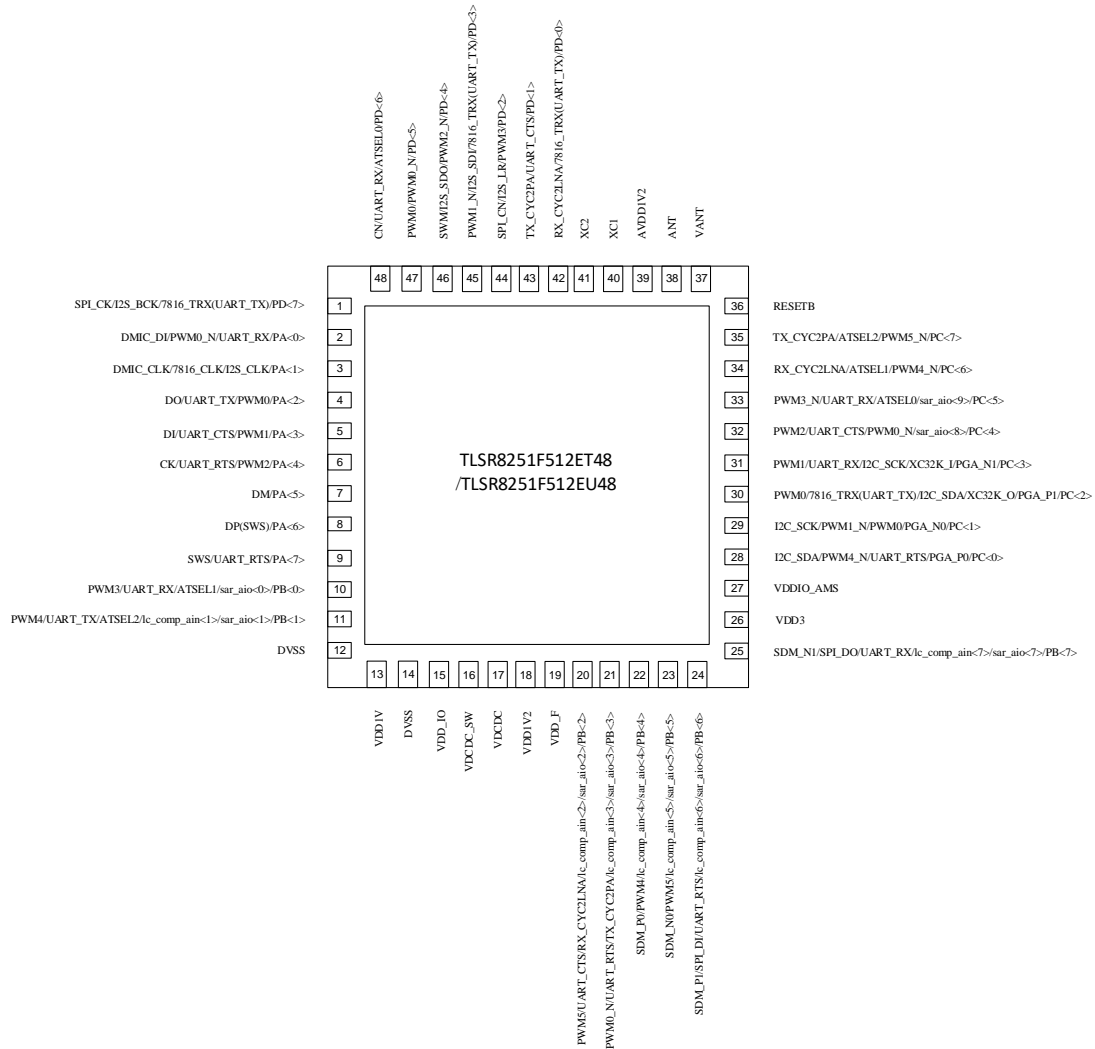 CN/UART_RX/ATSEL0/PD<6>
PWM0/PWM0_N/PD<5>
SWM/I2S_SDO/PWM2_N/PD<4>
PWM1_N/I2S_SDI/7816_TRX(UART_TX)/PD<3>
SPI_CN/I2S_LR/PWM3/PD<2>
TX_CYC2PA/UART_CTS/PD<1>
RX_CYC2LNA/7816_TRX(UART_TX)/PD<0>
XC2
XC1
AVDD1V2
ANT
VANT
48 47 46 45 44 43 42 41 40 39 38 37
SPI_CK/I2S_BCK/7816_TRX(UART_TX)/PD<7> 1
DMIC_DI/PWM0_N/UART_RX/PA<0> 2
DMIC_CLK/7816_CLK/I2S_CLK/PA<1> 3
DO/UART_TX/PWM0/PA<2> 4
DI/UART_CTS/PWM1/PA<3> 5
CK/UART_RTS/PWM2/PA<4> 6
DM/PA<5> 7
DP(SWS)/PA<6> 8
SWS/UART_RTS/PA<7> 9
PWM3/UART_RX/ATSEL1/sar_aio<0>/PB<0> 10
PWM4/UART_TX/ATSEL2/lc_comp_ain<1>/sar_aio<1>/PB<1> 11
DVSS 12
TLSR8251F512ET48
/TLSR8251F512EU48
36 RESETB
35 TX_CYC2PA/ATSEL2/PWM5_N/PC<7>
34 RX_CYC2LNA/ATSEL1/PWM4_N/PC<6>
33 PWM3_N/UART_RX/ATSEL0/sar_aio<9>/PC<5>
32 PWM2/UART_CTS/PWM0_N/sar_aio<8>/PC<4>
31 PWM1/UART_RX/I2C_SCK/XC32K_I/PGA_N1/PC<3>
30 PWM0/7816_TRX(UART_TX)/I2C_SDA/XC32K_O/PGA_P1/PC<2>
29 I2C_SCK/PWM1_N/PWM0/PGA_N0/PC<1>
28 I2C_SDA/PWM4_N/UART_RTS/PGA_P0/PC<0>
27 VDDIO_AMS
26 VDD3
25 SDM_N1/SPI_DO/UART_RX/lc_comp_ain<7>/sar_aio<7>/PB<7>
13 14 15 16 17 18 19 20 21 22 23 24
VDD1V
DVSS
VDD_IO
VDCDC_SW
VDCDC
VDD1V2
VDD_F
PWM5/UART_CTS/RX_CYC2LNA/lc_comp_ain<2>/sar_aio<2>/PB<2>
PWM0_N/UART_RTS/TX_CYC2PA/lc_comp_ain<3>/sar_aio<3>/PB<3>
SDM_P0/PWM4/lc_comp_ain<4>/sar_aio<4>/PB<4>
SDM_N0/PWM5/lc_comp_ain<5>/sar_aio<5>/PB<5>
SDM_P1/SPI_DI/UART_RTS/lc_comp_ain<6>/sar_aio<6>/PB<6>